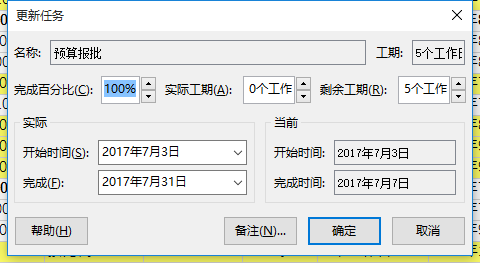 更新任务
名称: 预算报批 工期: 5个工作日
完成百分比(C): 100% 实际工期(A): 0个工作 剩余工期(R): 5个工作
实际 当前
开始时间(S): 2017年7月3日 开始时间: 2017年7月3日
完成(F): 2017年7月31日 完成时间: 2017年7月7日
帮助(H) 备注(N)... 确定 取消